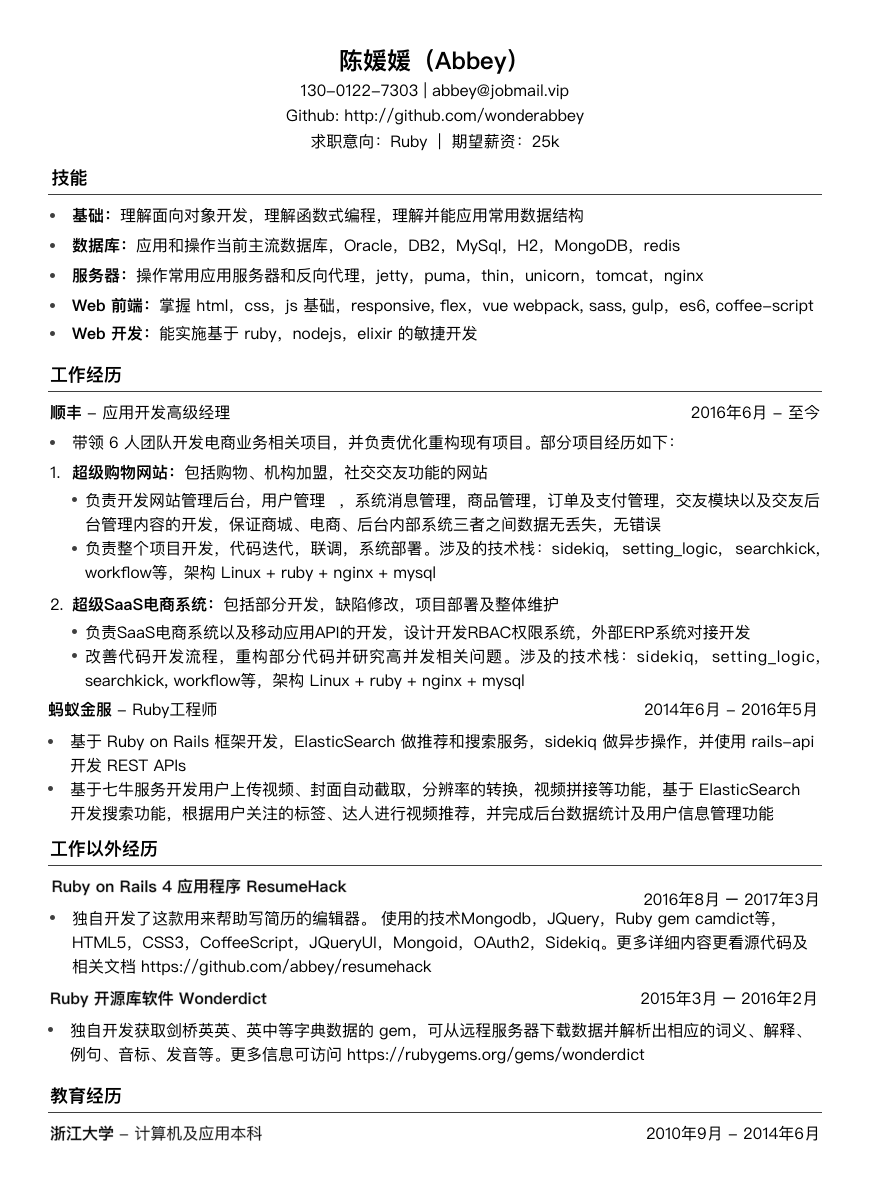 陈媛媛（Abbey）
130-0122-7303 | abbey@jobmail.vip
Github: http://github.com/wonderabbey
求职意向：Ruby ｜ 期望薪资：25k
技能
• 基础：理解面向对象开发，理解函数式编程，理解并能应用常用数据结构
• 数据库：应用和操作当前主流数据库，Oracle，DB2，MySql，H2，MongoDB，redis
• 服务器：操作常用应用服务器和反向代理，jetty，puma，thin，unicorn，tomcat，nginx
• Web 前端：掌握 html，css，js 基础，responsive, flex，vue webpack, sass, gulp，es6, coffee-script
• Web 开发：能实施基于 ruby，nodejs，elixir 的敏捷开发
工作经历
顺丰 - 应用开发高级经理 2016年6月 - 至今
• 带领 6 人团队开发电商业务相关项目，并负责优化重构现有项目。部分项目经历如下：
1. 超级购物网站：包括购物、机构加盟，社交交友功能的网站
• 负责开发网站管理后台，用户管理 ，系统消息管理，商品管理，订单及支付管理，交友模块以及交友后
台管理内容的开发，保证商城、电商、后台内部系统三者之间数据无丢失，无错误
• 负责整个项目开发，代码迭代，联调，系统部署。涉及的技术栈：sidekiq， setting_logic， searchkick,
workflow等，架构 Linux + ruby + nginx + mysql
2. 超级SaaS电商系统：包括部分开发，缺陷修改，项目部署及整体维护
• 负责SaaS电商系统以及移动应用API的开发，设计开发RBAC权限系统，外部ERP系统对接开发
• 改善代码开发流程，重构部分代码并研究高并发相关问题。涉及的技术栈：sidekiq， setting_logic,
searchkick, workflow等，架构 Linux + ruby + nginx + mysql
蚂蚁金服 - Ruby工程师 2014年6月 - 2016年5月
• 基于 Ruby on Rails 框架开发，ElasticSearch 做推荐和搜索服务，sidekiq 做异步操作，并使用 rails-api
开发 REST APIs
• 基于七牛服务开发用户上传视频、封面自动截取，分辨率的转换，视频拼接等功能，基于 ElasticSearch
开发搜索功能，根据用户关注的标签、达人进行视频推荐，并完成后台数据统计及用户信息管理功能
工作以外经历
Ruby on Rails 4 应用程序 ResumeHack 2016年8月 — 2017年3月
• 独自开发了这款用来帮助写简历的编辑器。 使用的技术Mongodb，JQuery，Ruby gem camdict等，
HTML5，CSS3，CoffeeScript，JQueryUI，Mongoid，OAuth2，Sidekiq。更多详细内容更看源代码及
相关文档 https://github.com/abbey/resumehack
Ruby 开源库软件 Wonderdict 2015年3月 — 2016年2月
• 独自开发获取剑桥英英、英中等字典数据的 gem，可从远程服务器下载数据并解析出相应的词义、解释、
例句、音标、发音等。更多信息可访问 https://rubygems.org/gems/wonderdict
教育经历
浙江大学 - 计算机及应用本科 2010年9月 - 2014年6月